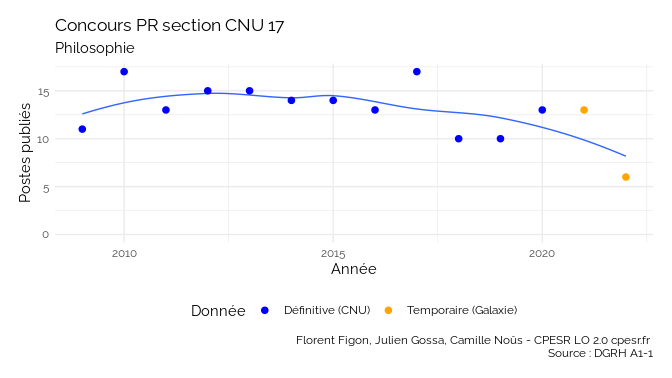 Concours PR section CNU 17
Philosophie
Postes publiés
15
10
5
0
2010
2015
2020
Année
Donnée
Définitive (CNU)
Temporaire (Galaxie)
Florent Figon, Julien Gossa, Camille Noûs - CPESR LO 2.0 cpesr.fr
Source : DGRH A1-1